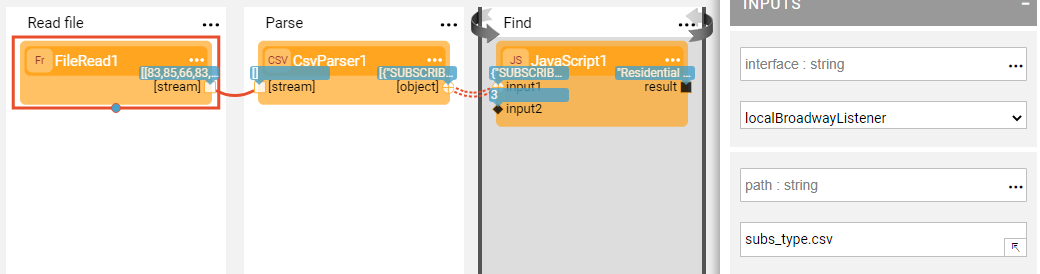 Read file
Fr FileRead1
[[83,85,66,83,...
[stream]
Parse
CSV CsvParser1
[]
[{"SUBSCRIB...
[stream]
[object]
Find
JS JavaScript1
{"SUBSCRIB...
"Residential ...
input1
result
3
input2
INPUTS
interface : string
localBroadwayListener
path : string
subs_type.csv